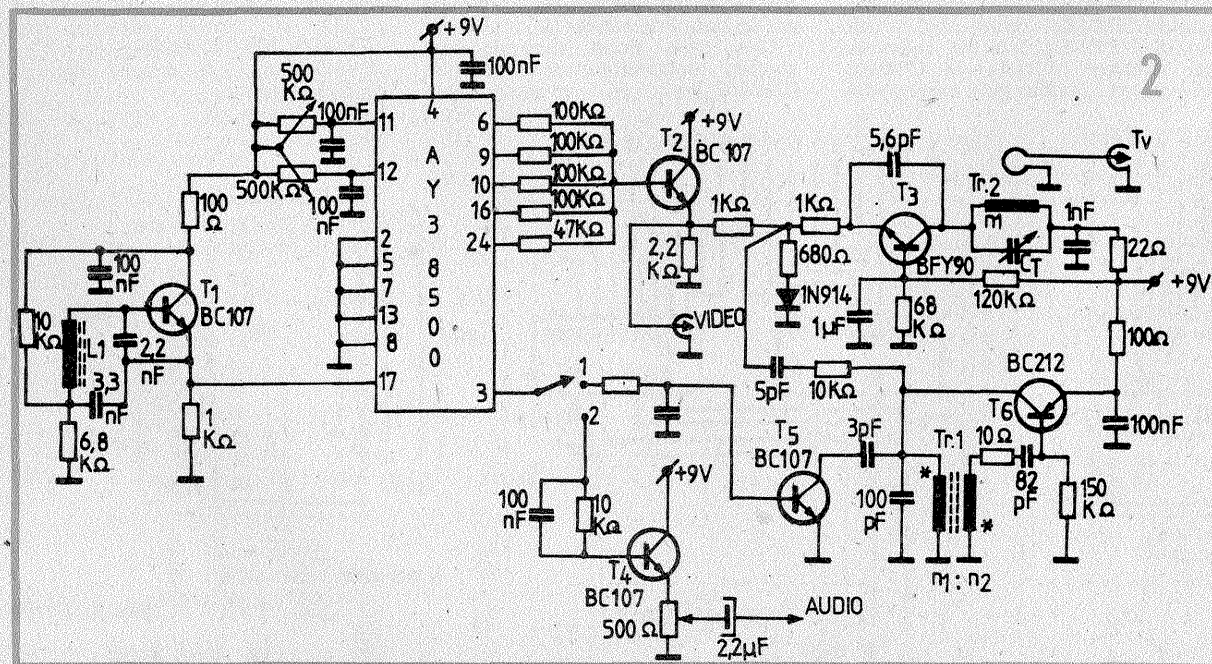 2
+9V
100nF
500
KΩ
100nF
11
4
6
100KΩ
A
9
100KΩ
T2
+9V
BC 107
12
Y
10
100KΩ
500KΩ
100
nF
3
16
100KΩ
100
Ω
8
24
47KΩ
2
5
5
7
0
13
0
8
17
3
100
nF
T1
BC107
10
KΩ
L1
2,2
nF
3,3
nF
6,8
KΩ
1
KΩ
2,2
KΩ
VIDEO
1KΩ
1KΩ
680Ω
1N914
5,6pF
T3
BFY90
1µF
68
KΩ
120KΩ
Tr.2
m
CT
1nF
Tv
22Ω
+9V
100Ω
BC212
T6
100nF
5pF
10KΩ
1
2
T5
BC107
3pF
100
pF
Tr.1
*
*
n1 : n2
10Ω
82
pF
150
KΩ
100
nF
10
KΩ
+9V
T4
BC107
500 Ω
2,2µF
AUDIO